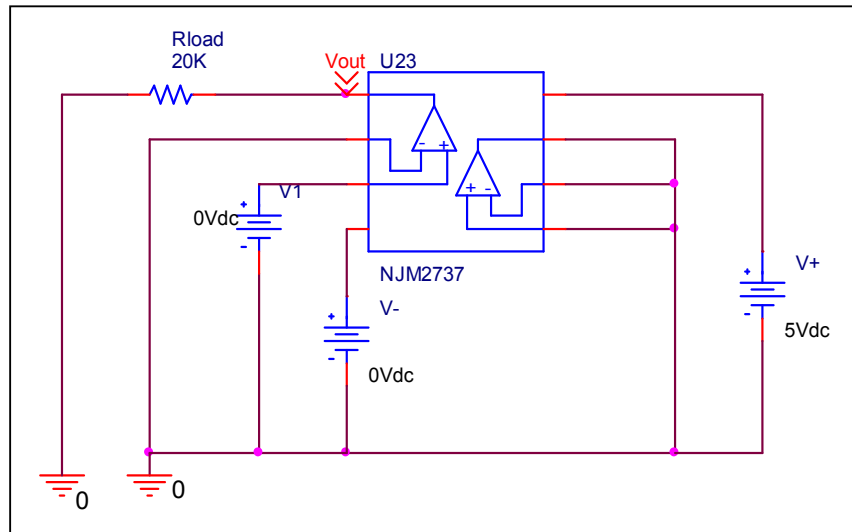 Rload
20K
Vout
U23
- +
+ -
V1
+
0Vdc
-
NJM2737
V-
+
-
0Vdc
V+
+
-
5Vdc
0
0